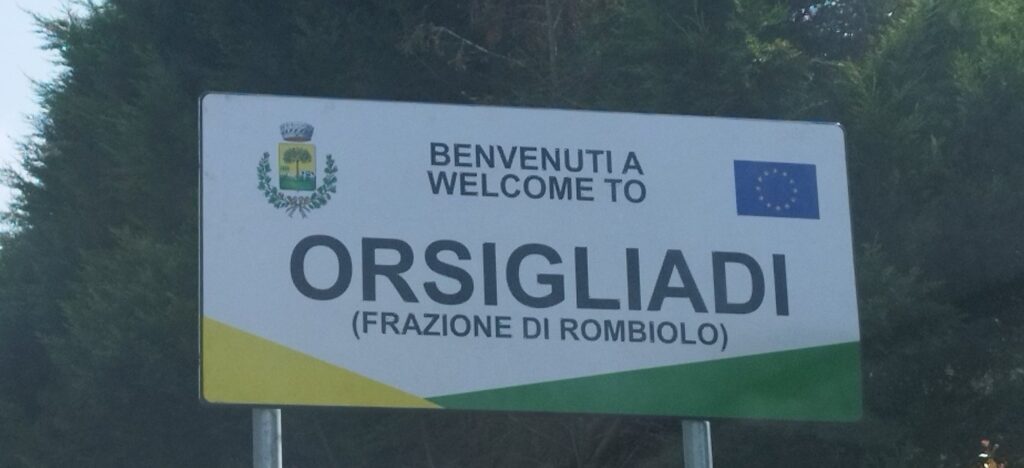 BENVENUTI A
WELCOME TO
ORSIGLIADI
(FRAZIONE DI ROMBIOLO)